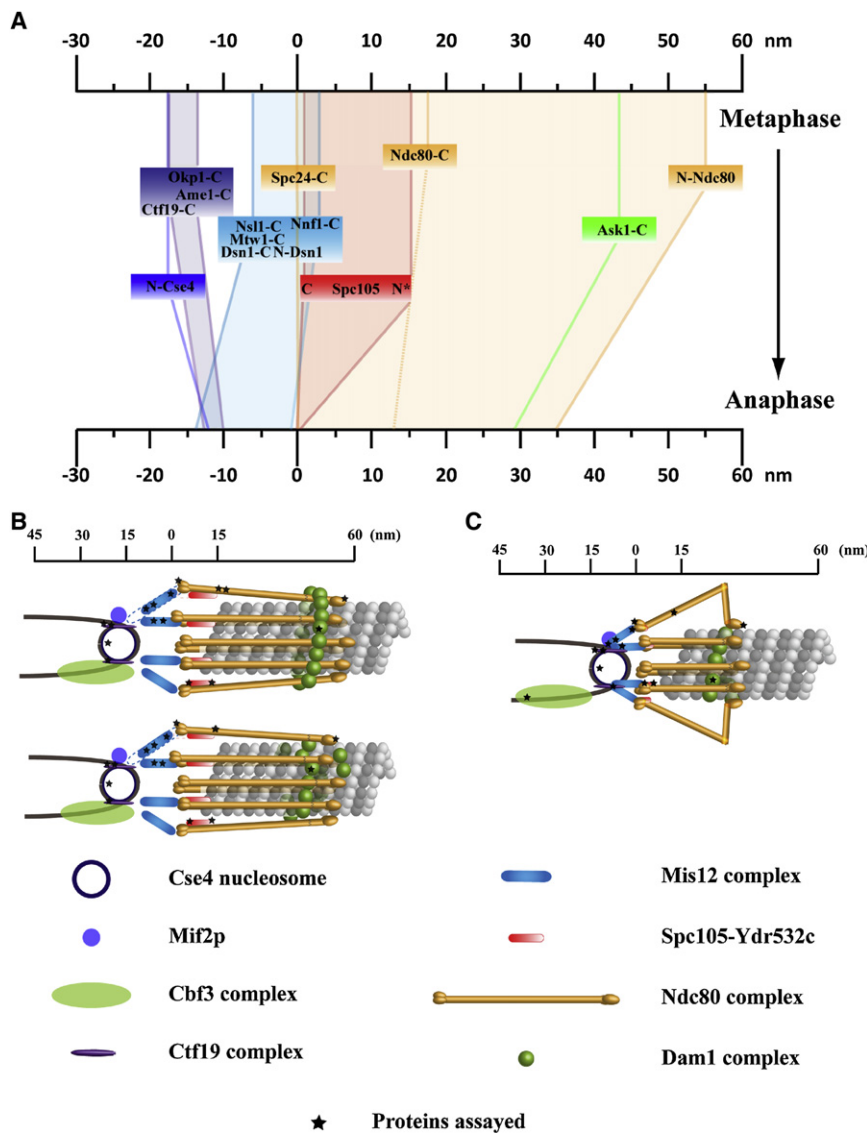 A
-30 -20 -10 0 10 20 30 40 50 60 nm
Metaphase
Ndc80-C
Okp1-C
Spc24-C
N-Ndc80
Ame1-C
Ctf19-C
Nsl1-C Nnf1-C
Mtw1-C
Dsn1-C N-Dsn1
Ask1-C
N-Cse4
C Spc105 N*
Anaphase
-30 -20 -10 0 10 20 30 40 50 60 nm
B
45 30 15 0 15 60 (nm)
C
45 30 15 0 15 60 (nm)
Cse4 nucleosome
Mis12 complex
Mif2p
Spc105-Ydr532c
Cbf3 complex
Ndc80 complex
Ctf19 complex
Dam1 complex
Proteins assayed